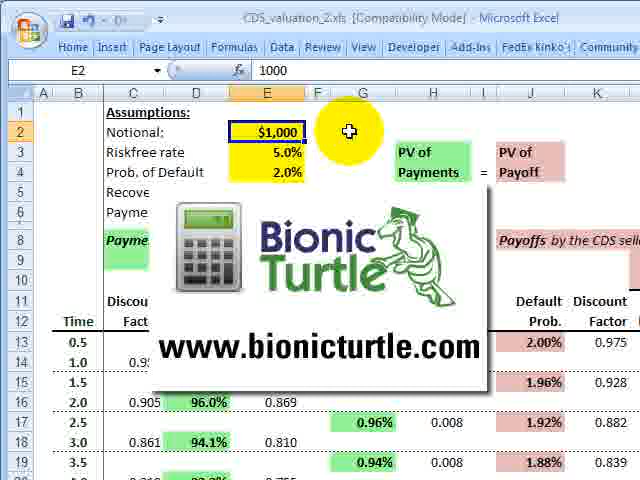 CDS_valuation_2.xls [Compatibility Mode] - Microsoft Excel
Home Insert Page Layout Formulas Data Review View Developer Add-Ins FedEx Kinko's Community
E2 fx 1000
A B C D E F G H I J K
1 Assumptions:
2 Notional: $1,000
3 Riskfree rate 5.0% PV of PV of
4 Prob. of Default 2.0% Payments = Payoff
5 Recove
6 Payme
8 Payme Payoffs by the CDS sell
9
10
11 Discou Default Discount
12 Time Fact Prob. Factor
13 0.5 2.00% 0.975
14 1.0 0.95
15 1.5 1.96% 0.928
16 2.0 0.905 96.0% 0.869
17 2.5 0.96% 0.008 1.92% 0.882
18 3.0 0.861 94.1% 0.810
19 3.5 0.94% 0.008 1.88% 0.839
Bionic
Turtle
www.bionicturtle.com